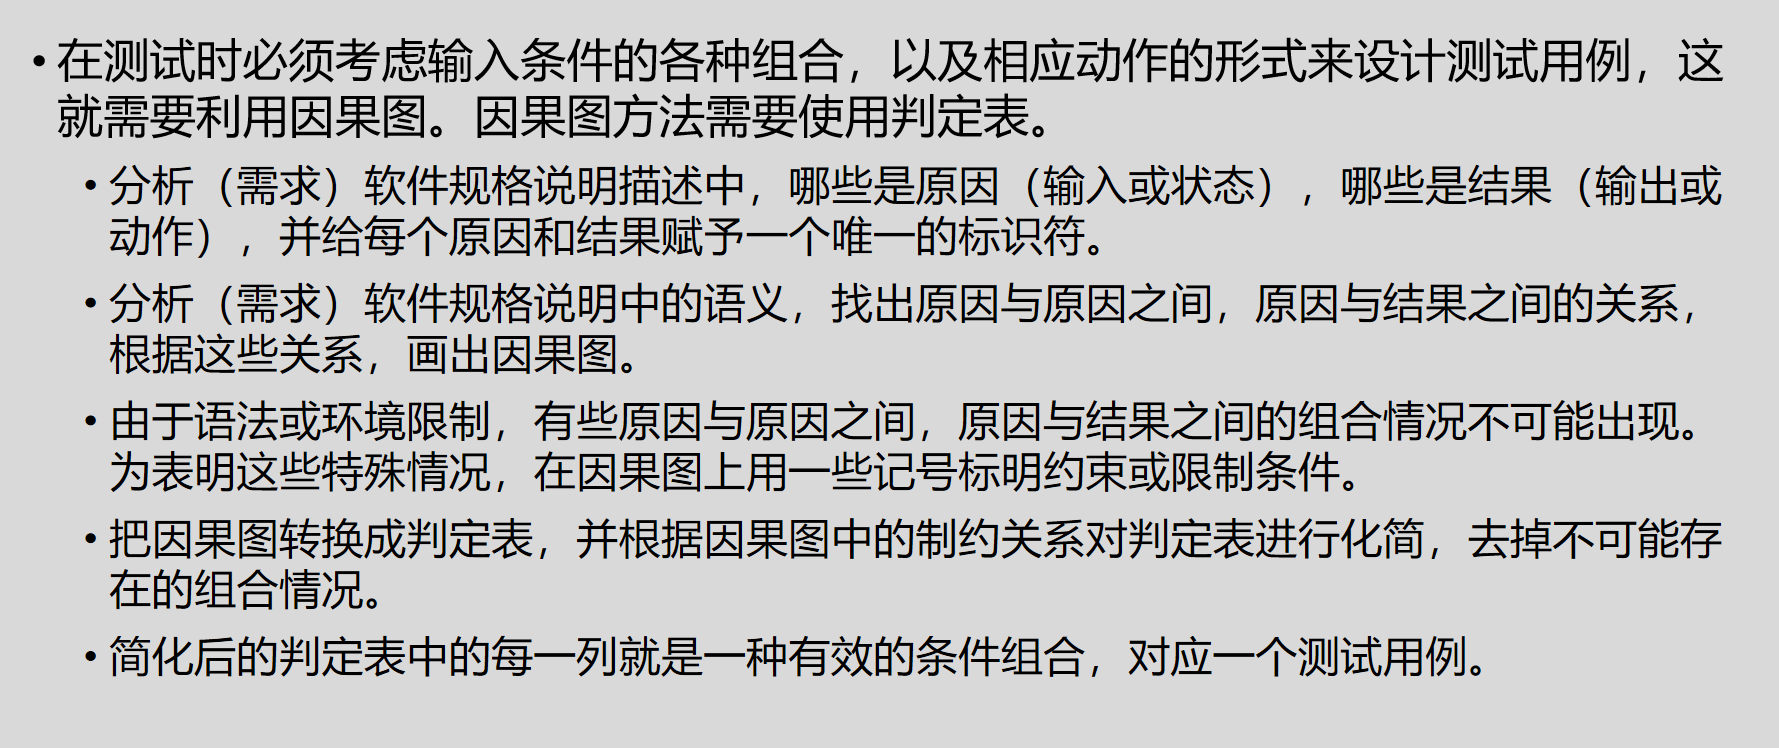 • 在测试时必须考虑输入条件的各种组合，以及相应动作的形式来设计测试用例，这
就需要利用因果图。因果图方法需要使用判定表。
• 分析（需求）软件规格说明描述中，哪些是原因（输入或状态），哪些是结果（输出或
动作），并给每个原因和结果赋予一个唯一的标识符。
• 分析（需求）软件规格说明中的语义，找出原因与原因之间，原因与结果之间的关系，
根据这些关系，画出因果图。
• 由于语法或环境限制，有些原因与原因之间，原因与结果之间的组合情况不可能出现。
为表明这些特殊情况，在因果图上用一些记号标明约束或限制条件。
• 把因果图转换成判定表，并根据因果图中的制约关系对判定表进行化简，去掉不可能存
在的组合情况。
• 简化后的判定表中的每一列就是一种有效的条件组合，对应一个测试用例。